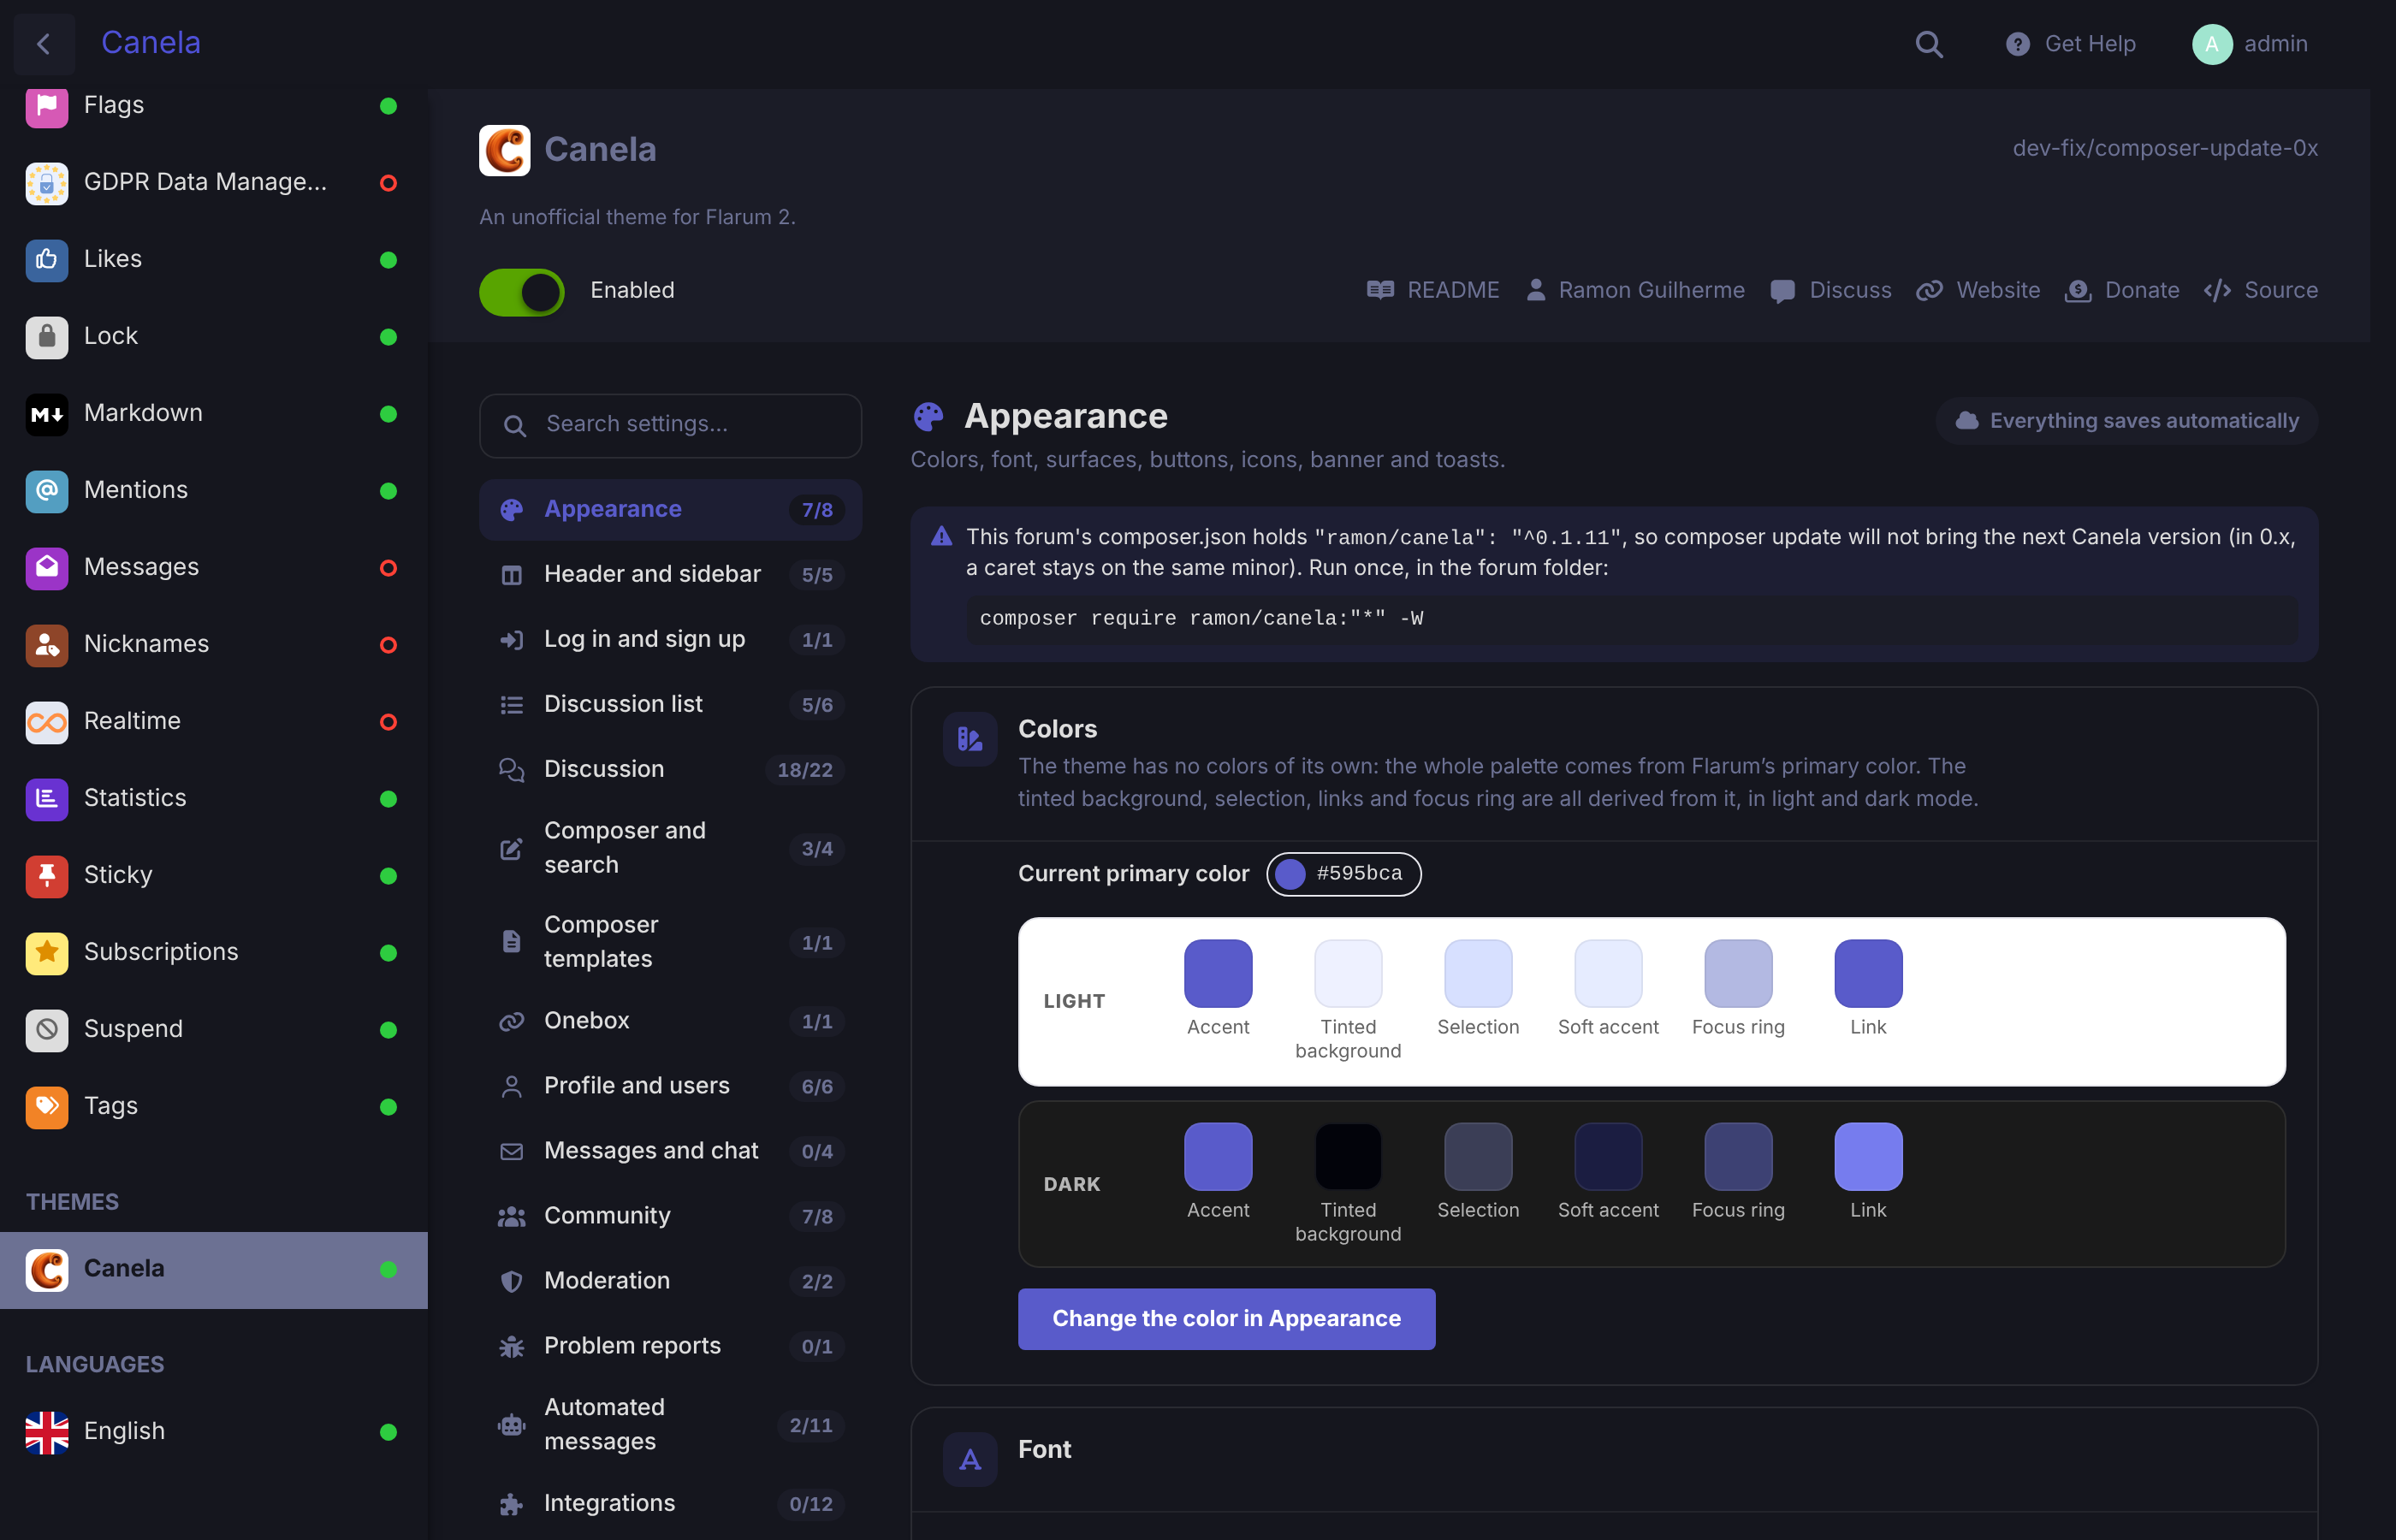 Canela
Get Help
A
admin
Flags
GDPR Data Manage...
Likes
Lock
Markdown
Mentions
Messages
Nicknames
Realtime
Statistics
Sticky
Subscriptions
Suspend
Tags
THEMES
Canela
LANGUAGES
English
Canela
dev-fix/composer-update-0x
An unofficial theme for Flarum 2.
Enabled
README
Ramon Guilherme
Discuss
Website
Donate
Source
Search settings...
Appearance 7/8
Header and sidebar 5/5
Log in and sign up 1/1
Discussion list 5/6
Discussion 18/22
Composer and
search 3/4
Composer
templates 1/1
Onebox 1/1
Profile and users 6/6
Messages and chat 0/4
Community 7/8
Moderation 2/2
Problem reports 0/1
Automated
messages 2/11
Integrations 0/12
Appearance
Everything saves automatically
Colors, font, surfaces, buttons, icons, banner and toasts.
This forum's composer.json holds "ramon/canela": "^0.1.11", so composer update will not bring the next Canela version (in 0.x,
a caret stays on the same minor). Run once, in the forum folder:
composer require ramon/canela:"*" -W
Colors
The theme has no colors of its own: the whole palette comes from Flarum’s primary color. The
tinted background, selection, links and focus ring are all derived from it, in light and dark mode.
Current primary color #595bca
LIGHT
Accent
Tinted
background
Selection
Soft accent
Focus ring
Link
DARK
Accent
Tinted
background
Selection
Soft accent
Focus ring
Link
Change the color in Appearance
Font